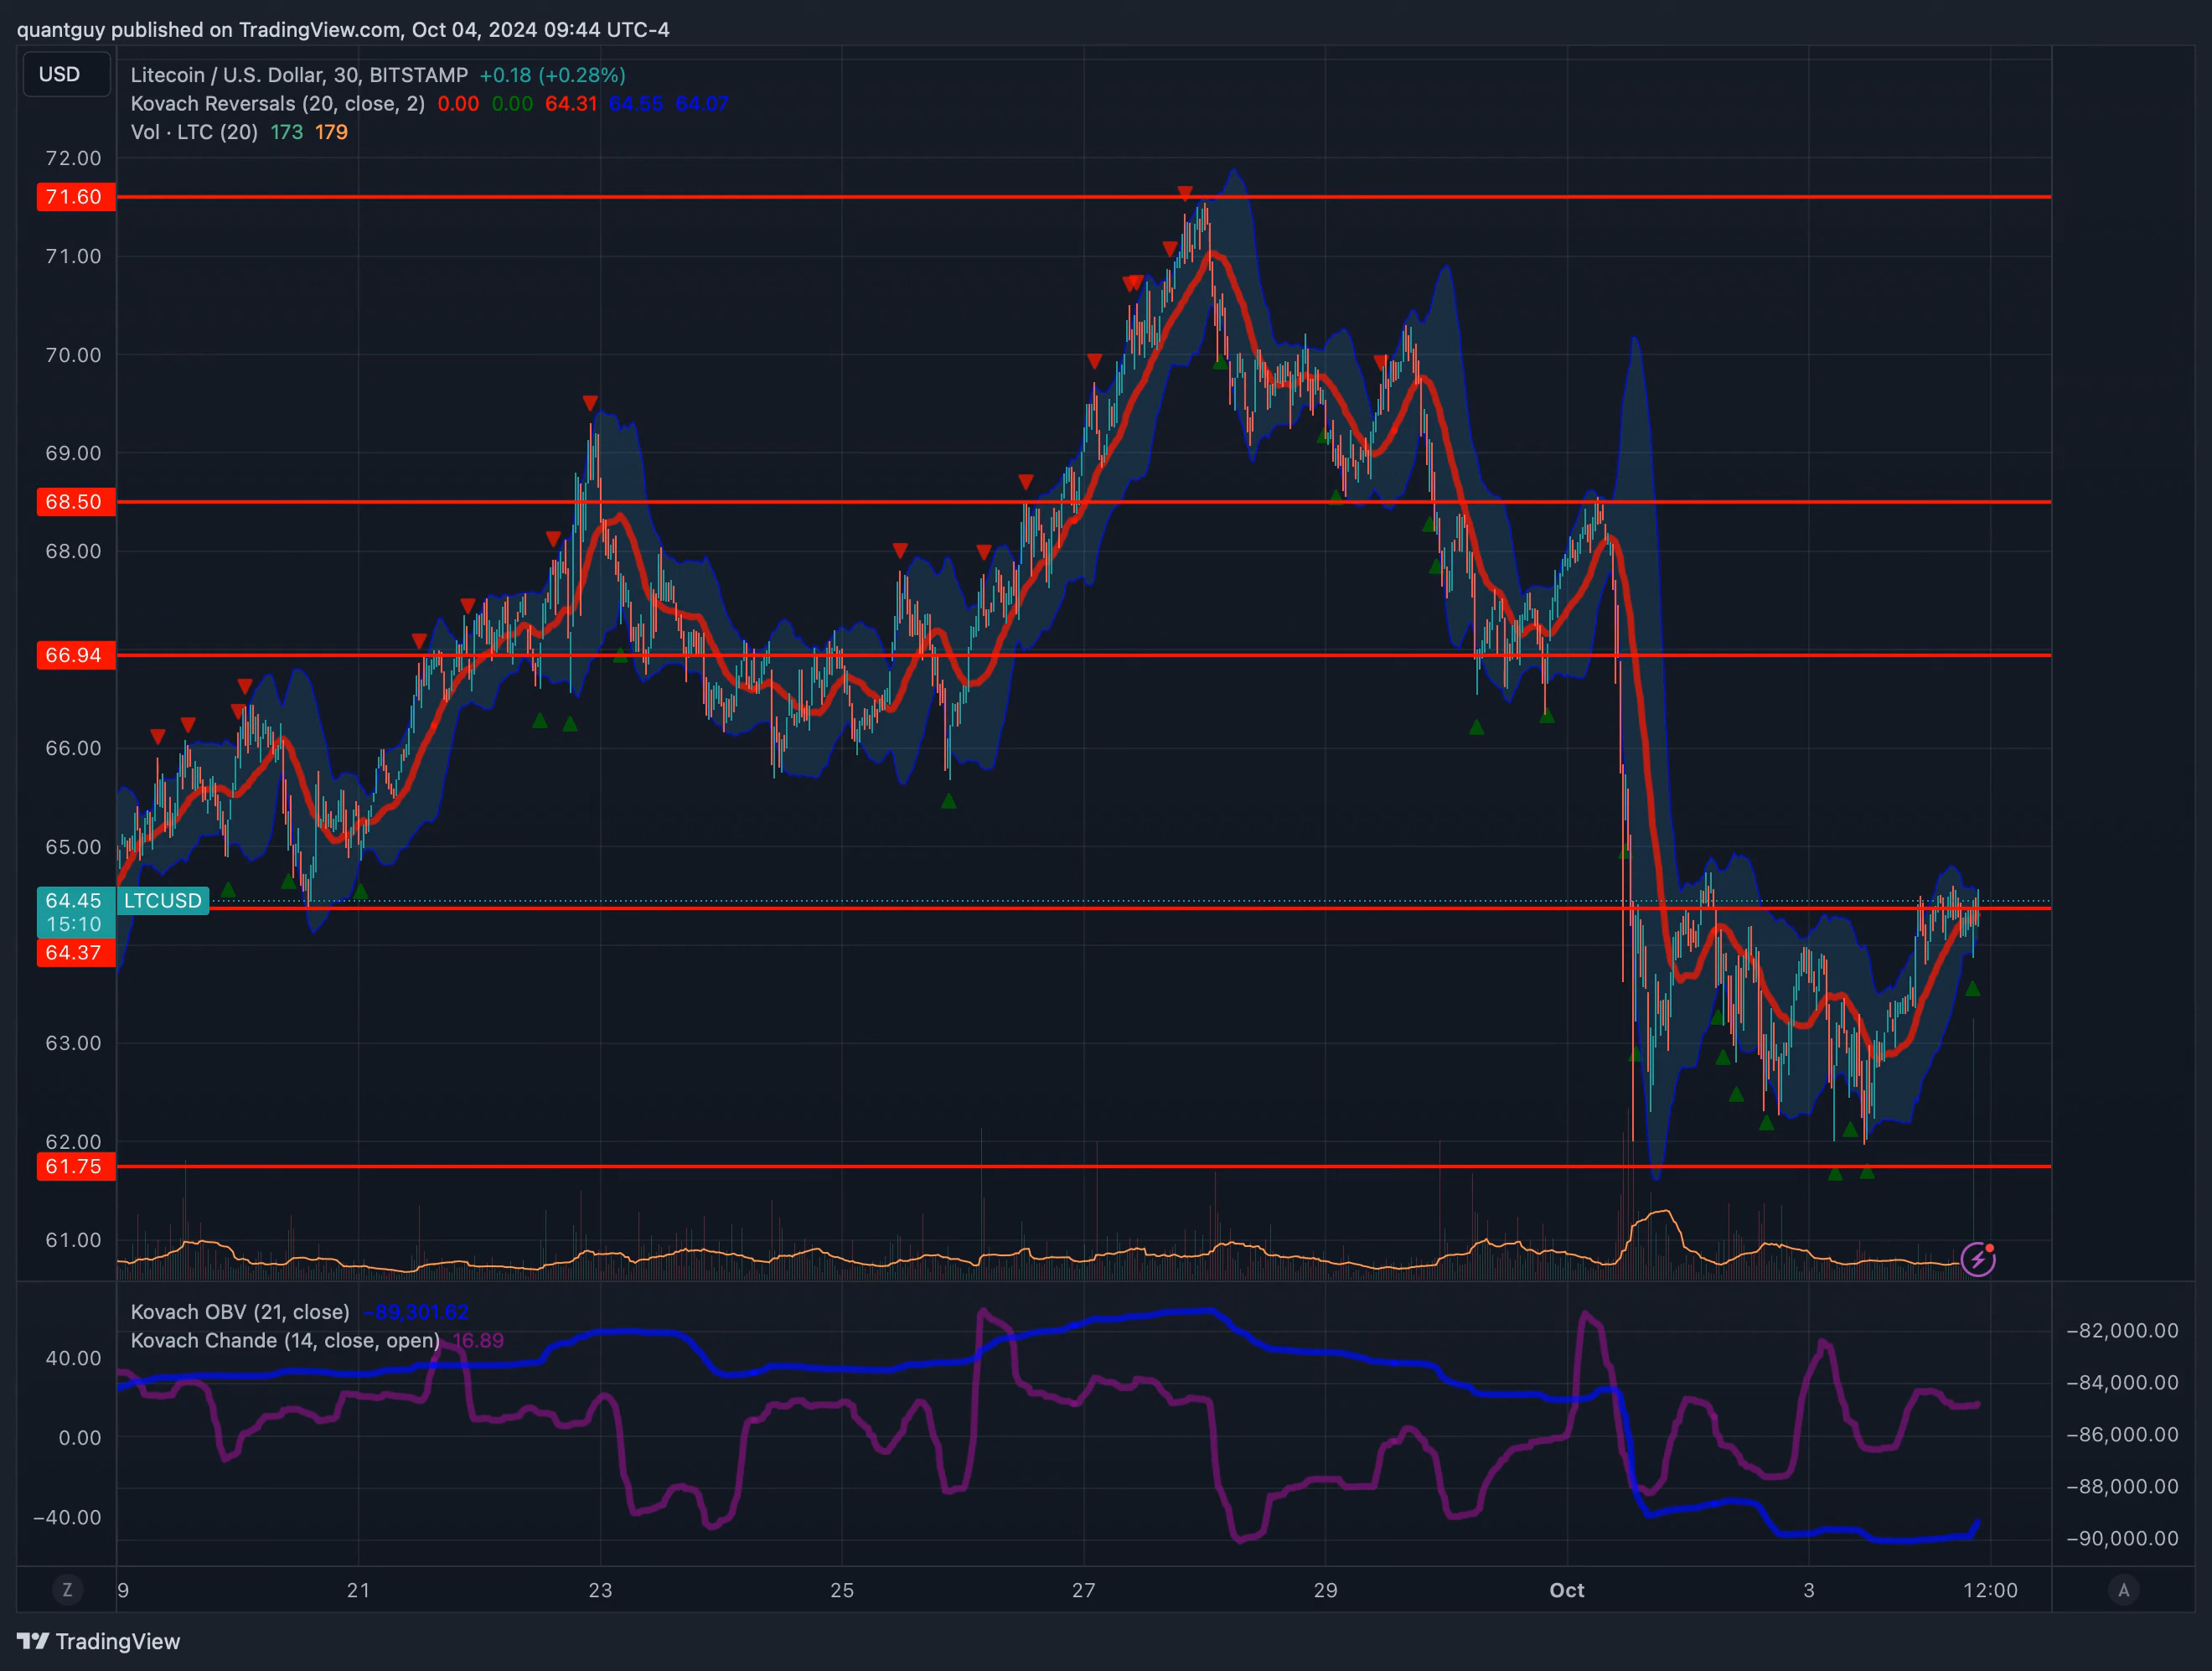 quantguy published on TradingView.com, Oct 04, 2024 09:44 UTC-4
USD
Litecoin / U.S. Dollar, 30, BITSTAMP +0.18 (+0.28%)
Kovach Reversals (20, close, 2) 0.00 0.00 64.31 64.55 64.07
Vol · LTC (20) 173 179
72.00
71.60
71.00
70.00
69.00
68.50
68.00
66.94
66.00
65.00
64.45 LTCUSD
15:10
64.37
63.00
62.00
61.75
61.00
Kovach OBV (21, close) −89,301.62
Kovach Chande (14, close, open) 16.89
40.00
0.00
−40.00
−82,000.00
−84,000.00
−86,000.00
−88,000.00
−90,000.00
Z 9 21 23 25 27 29 Oct 3 12:00 A
TradingView